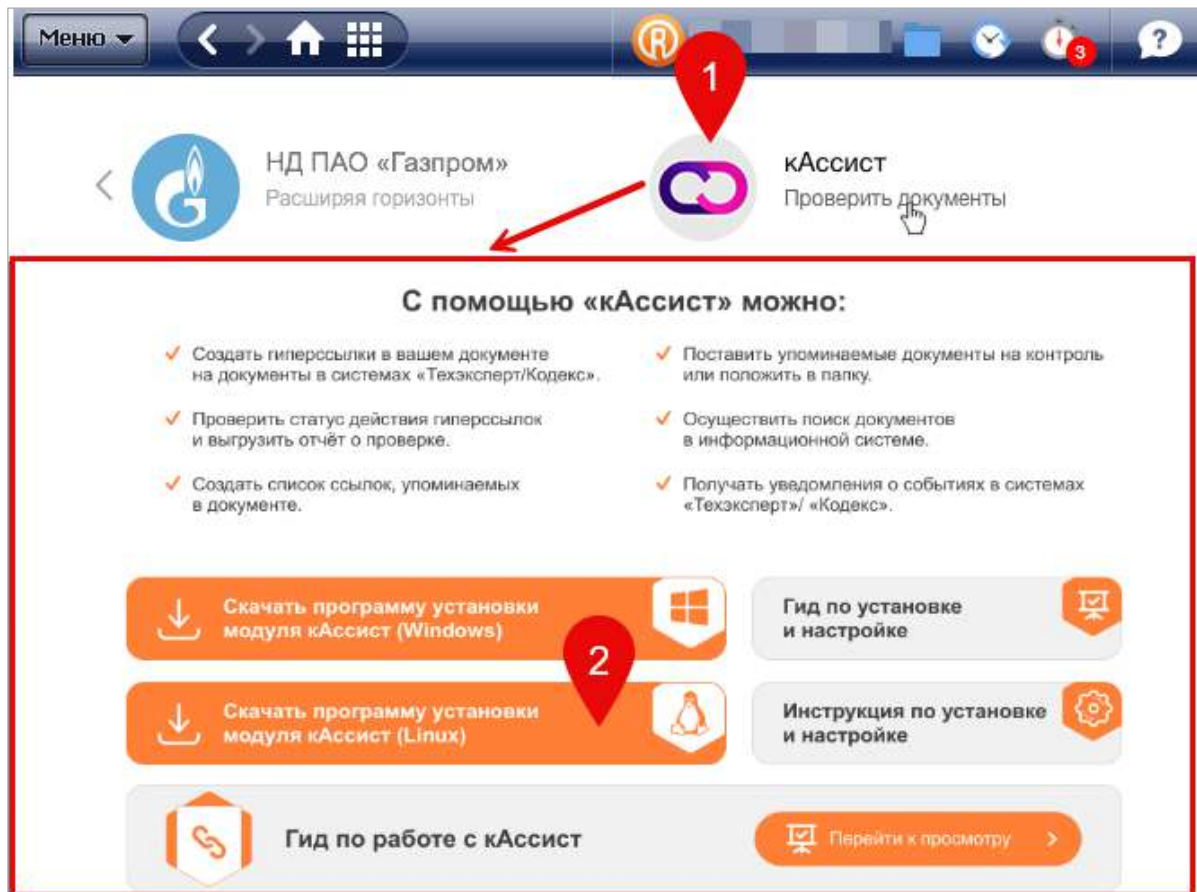 Меню
3
?
1
НД ПАО «Газпром»
Расширяя горизонты
кАссист
Проверить документы
С помощью «кАссист» можно:
Создать гиперссылки в вашем документе
на документы в системах «Техэксперт/Кодекс».
Проверить статус действия гиперссылок
и выгрузить отчёт о проверке.
Создать список ссылок, упоминаемых
в документе.
Поставить упоминаемые документы на контроль
или положить в папку.
Осуществить поиск документов
в информационной системе.
Получать уведомления о событиях в системах
«Техэксперт»/ «Кодекс».
Скачать программу установки
модуля кАссист (Windows)
Гид по установке
и настройке
2
Скачать программу установки
модуля кАссист (Linux)
Инструкция по установке
и настройке
Гид по работе с кАссист
Перейти к просмотру